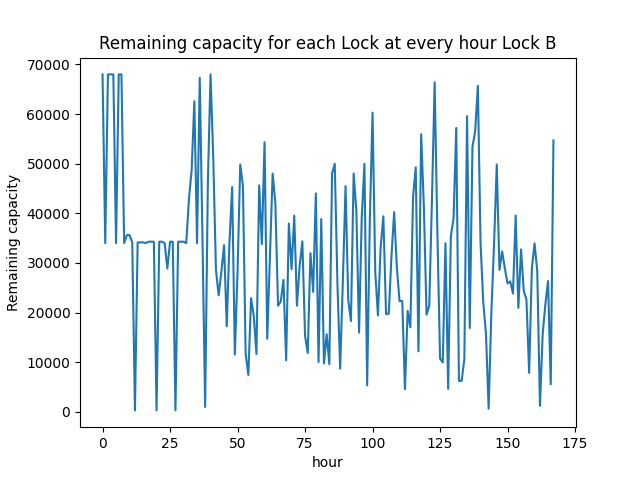 Remaining capacity for each Lock at every hour Lock B
70000
60000
50000
40000
30000
20000
10000
0
Remaining capacity
0 25 50 75 100 125 150 175
hour